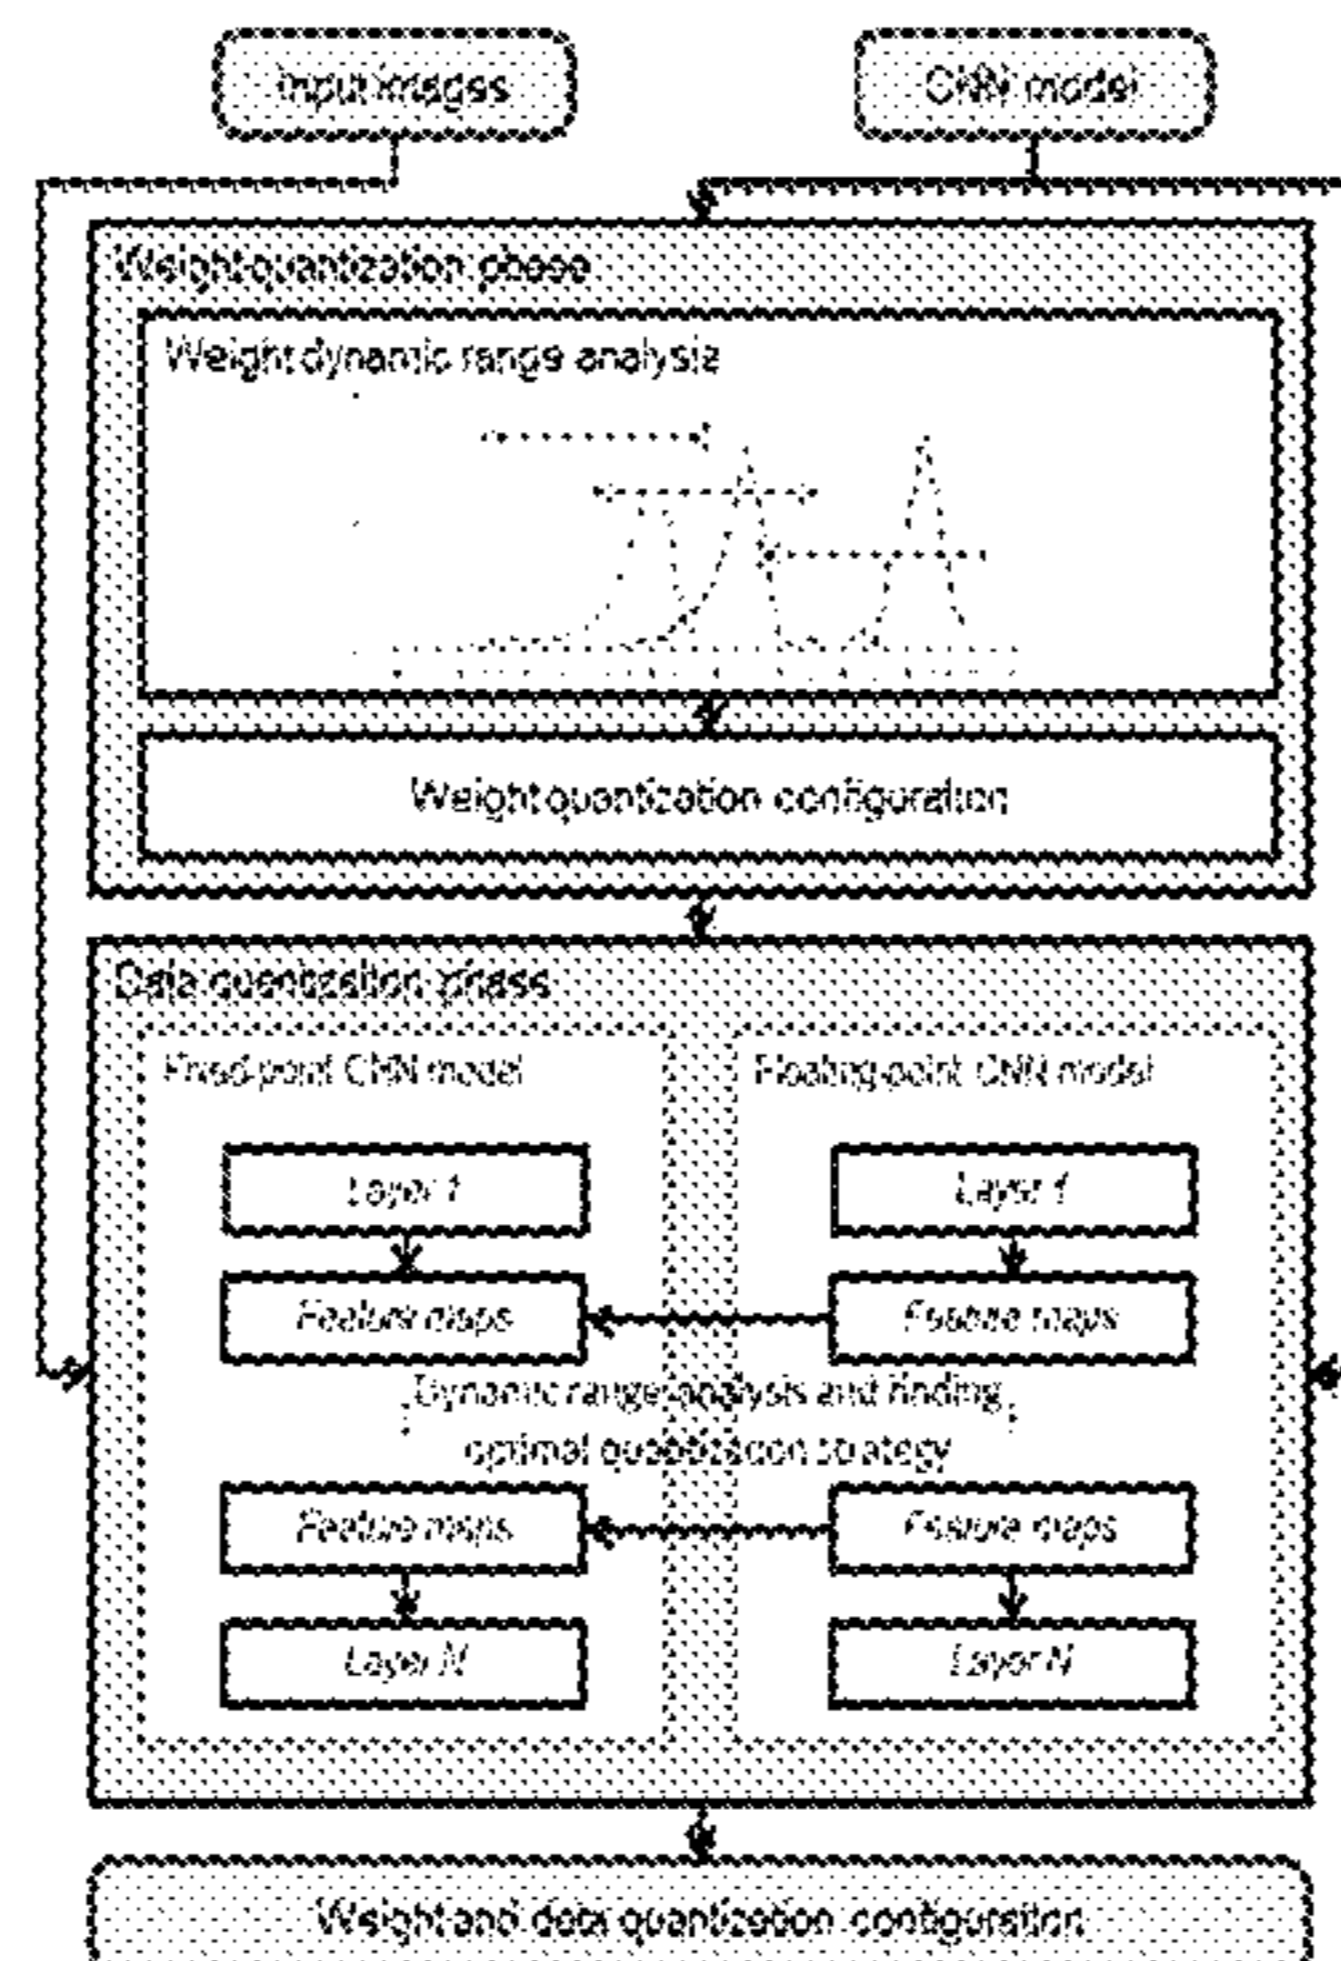 Input images
CNN model
Weight quantization phase
Weight dynamic range analysis
Weight quantization configuration
Data quantization phase
Fixed-point CNN model
Floating-point CNN model
Layer 1
Layer 1
Feature maps
Feature maps
Dynamic range analysis and finding
optimal quantization strategy
Feature maps
Feature maps
Layer N
Layer N
Weight and data quantization configuration